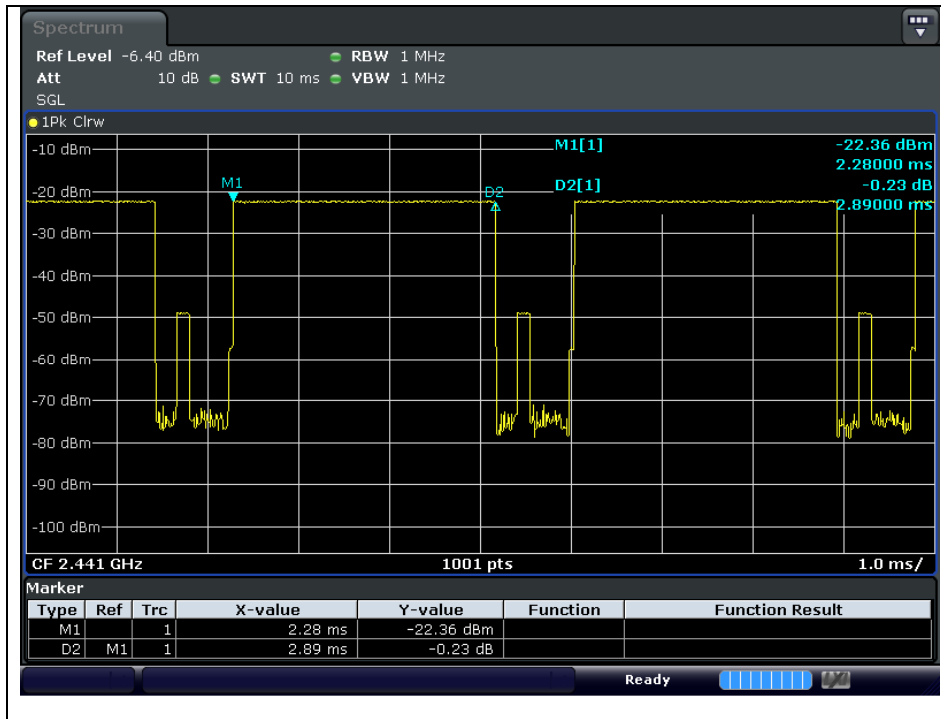 Spectrum
Ref Level -6.40 dBm RBW 1 MHz
Att 10 dB SWT 10 ms VBW 1 MHz
SGL
1Pk Clrw
M1[1] -22.36 dBm
2.28000 ms
D2[1] -0.23 dB
2.89000 ms
-10 dBm
M1
D2
-20 dBm
-30 dBm
-40 dBm
-50 dBm
-60 dBm
-70 dBm
-80 dBm
-90 dBm
-100 dBm
CF 2.441 GHz 1001 pts 1.0 ms/
Marker
Type Ref Trc X-value Y-value Function Function Result
M1 1 2.28 ms -22.36 dBm
D2 M1 1 2.89 ms -0.23 dB
Ready